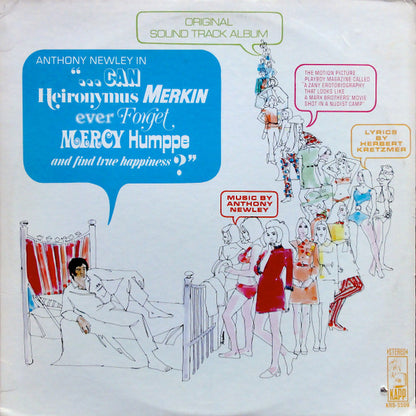 ORIGINAL
SOUND TRACK ALBUM
ANTHONY NEWLEY IN
"...CAN
Heironymus MERKIN
ever Forget
MERCY Humppe
and find true happiness?"
THE MOTION PICTURE
PLAYBOY MAGAZINE CALLED
"A ZANY EROTOBIOGRAPHY
THAT LOOKS LIKE
A MARX BROTHERS' MOVIE
SHOT IN A NUDIST CAMP"
LYRICS
BY
HERBERT
KRETZMER
MUSIC BY
ANTHONY
NEWLEY
STEREO
KAPP
KRS-5509